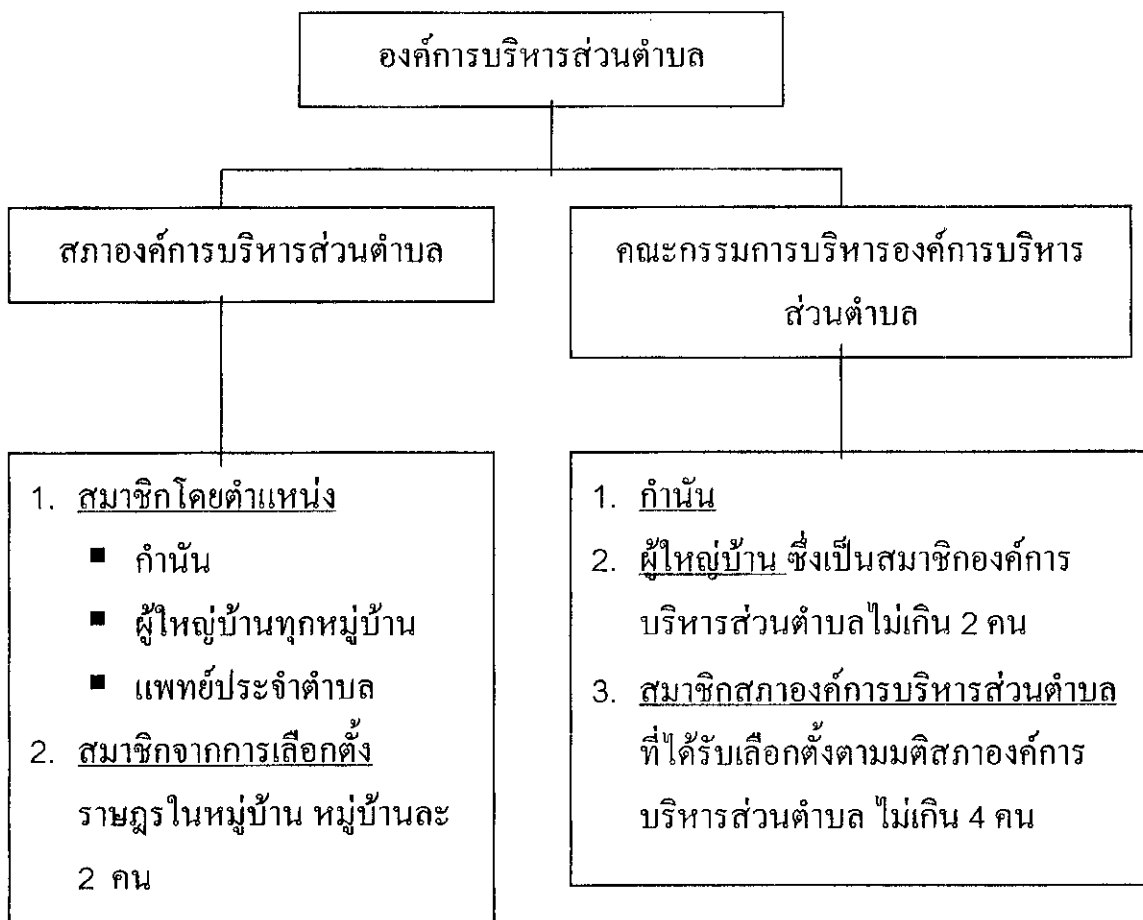 องค์การบริหารส่วนตำบล
สภาองค์การบริหารส่วนตำบล
คณะกรรมการบริหารองค์การบริหาร
ส่วนตำบล
1. สมาชิกโดยตำแหน่ง
■ กำนัน
■ ผู้ใหญ่บ้านทุกหมู่บ้าน
■ แพทย์ประจำตำบล
2. สมาชิกจากการเลือกตั้ง
ราษฎรในหมู่บ้าน หมู่บ้านละ
2 คน
1. กำนัน
2. ผู้ใหญ่บ้าน ซึ่งเป็นสมาชิกองค์การ
บริหารส่วนตำบลไม่เกิน 2 คน
3. สมาชิกสภาองค์การบริหารส่วนตำบล
ที่ได้รับเลือกตั้งตามมติสภาองค์การ
บริหารส่วนตำบล ไม่เกิน 4 คน